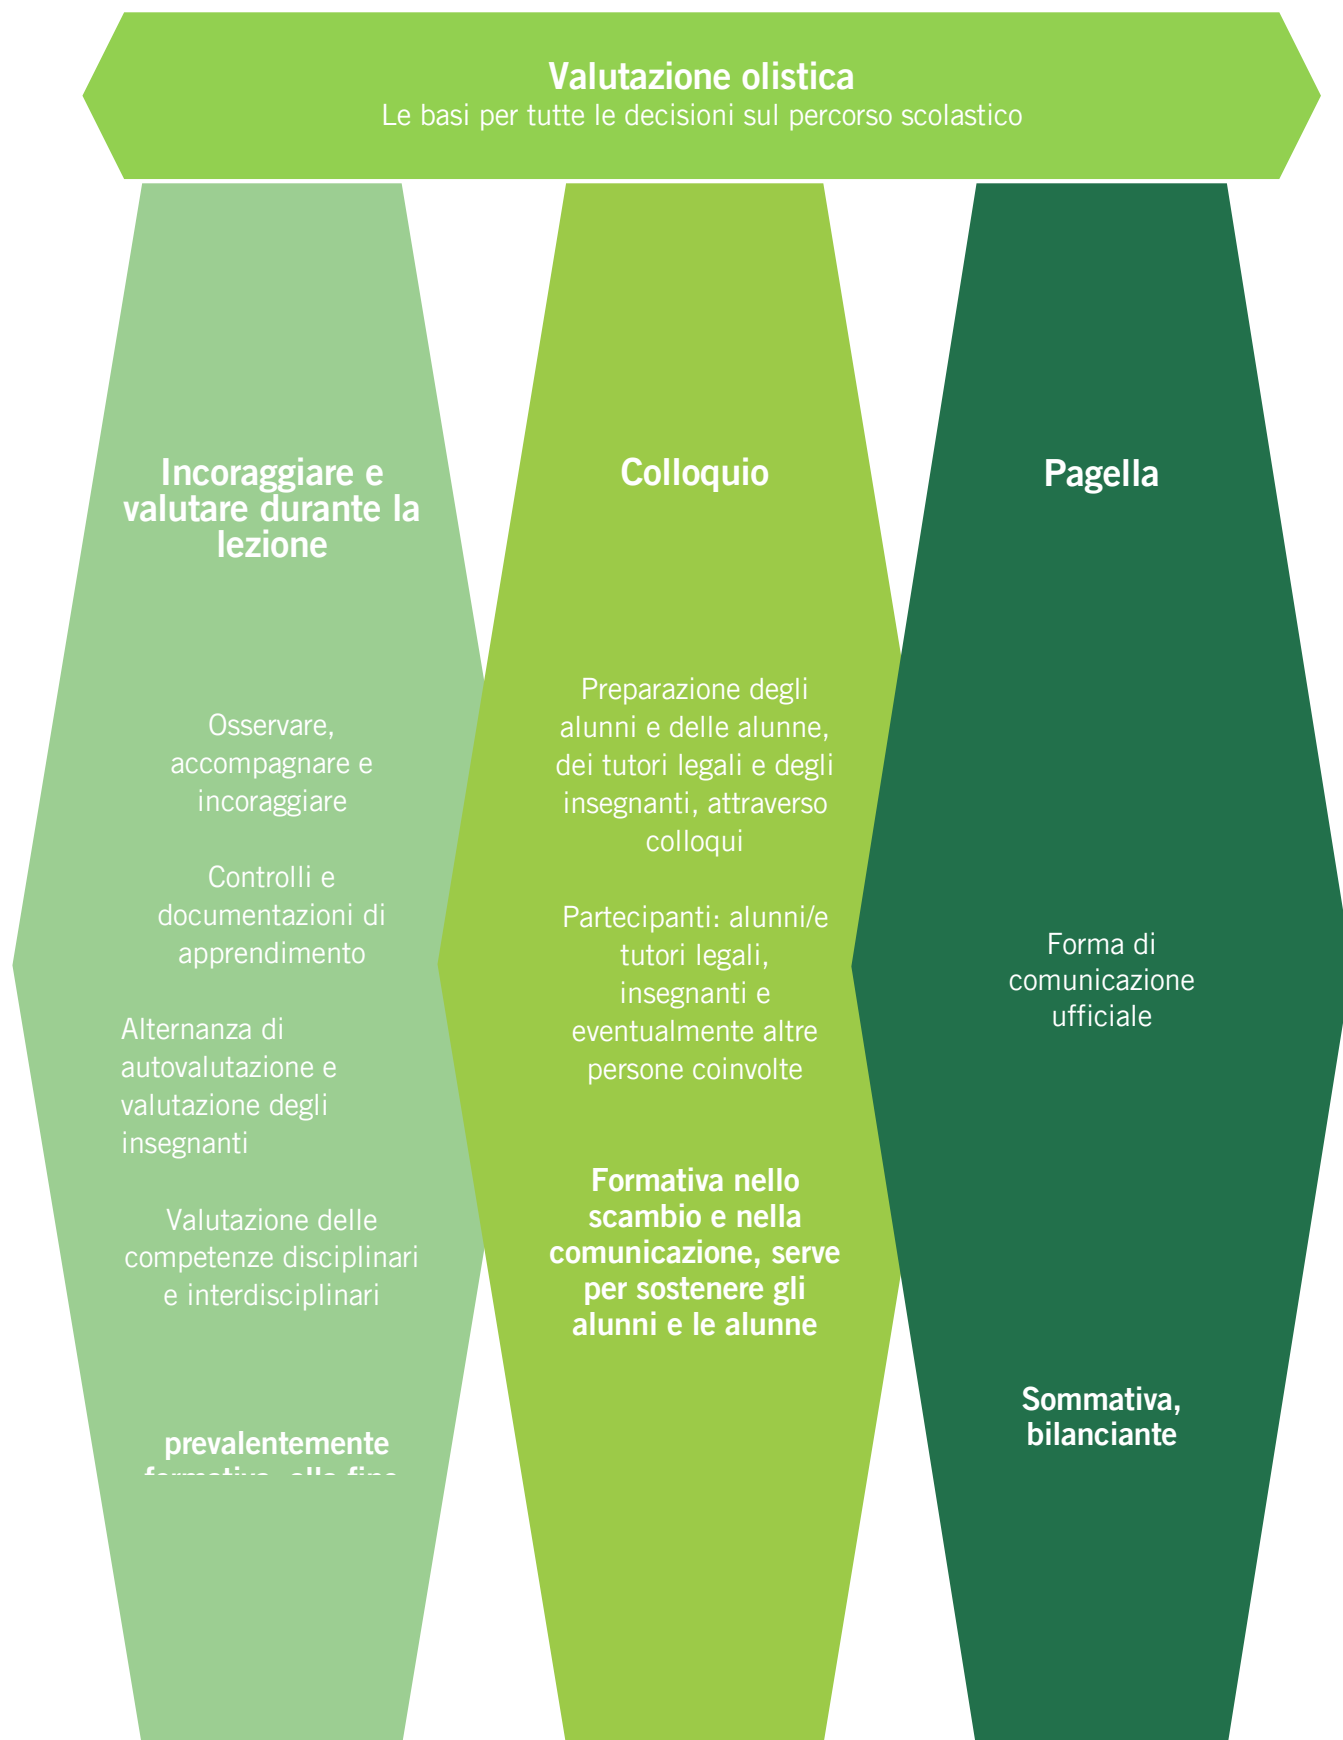 Valutazione olistica
Le basi per tutte le decisioni sul percorso scolastico
Incoraggiare e
valutare durante la
lezione
Osservare,
accompagnare e
incoraggiare
Controlli e
documentazioni di
apprendimento
Alternanza di
autovalutazione e
valutazione degli
insegnanti
Valutazione delle
competenze disciplinari
e interdisciplinari
prevalentemente
Colloquio
Preparazione degli
alunni e delle alunne,
dei tutori legali e degli
insegnanti, attraverso
colloqui
Partecipanti: alunni/e
tutori legali,
insegnanti e
eventualmente altre
persone coinvolte
Formativa nello
scambio e nella
comunicazione, serve
per sostenere gli
alunni e le alunne
Pagella
Forma di
comunicazione
ufficiale
Sommativa,
bilanciante